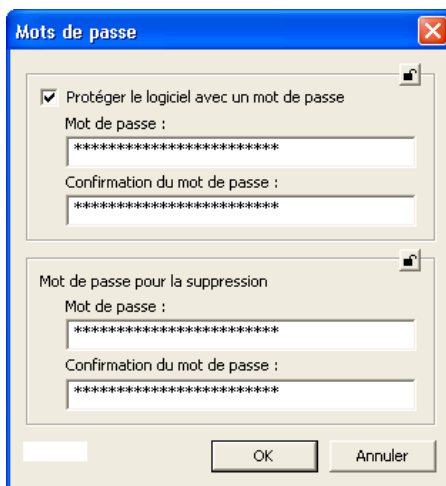 Mots de passe
Protéger le logiciel avec un mot de passe
Mot de passe :
************************
Confirmation du mot de passe :
************************
Mot de passe pour la suppression
Mot de passe :
************************
Confirmation du mot de passe :
************************
OK
Annuler